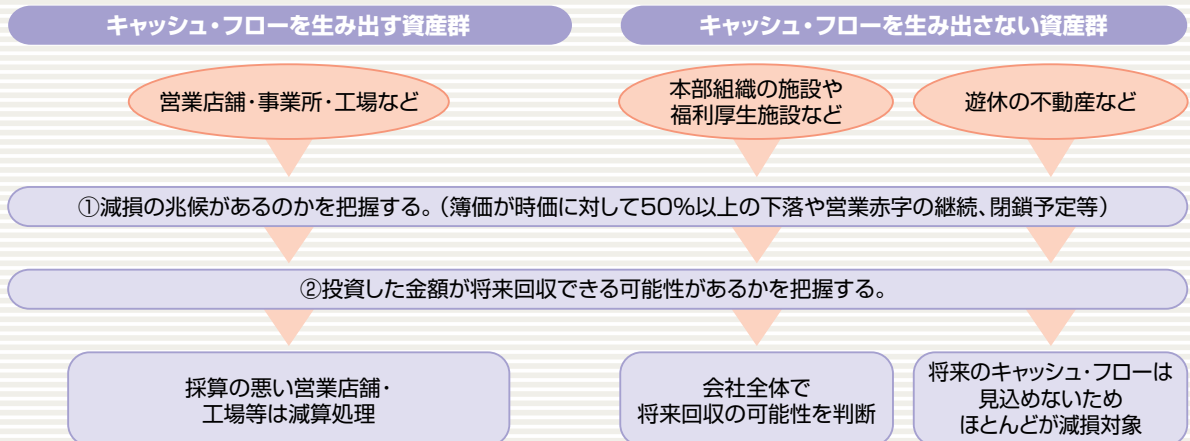 キャッシュ・フローを生み出す資産群
キャッシュ・フローを生み出さない資産群
営業店舗・事業所・工場など
本部組織の施設や
福利厚生施設など
遊休の不動産など
①減損の兆候があるのかを把握する。(簿価が時価に対して50%以上の下落や営業赤字の継続、閉鎖予定等)
②投資した金額が将来回収できる可能性があるかを把握する。
採算の悪い営業店舗・
工場等は減算処理
会社全体で
将来回収の可能性を判断
将来のキャッシュ・フローは
見込めないため
ほとんどが減損対象